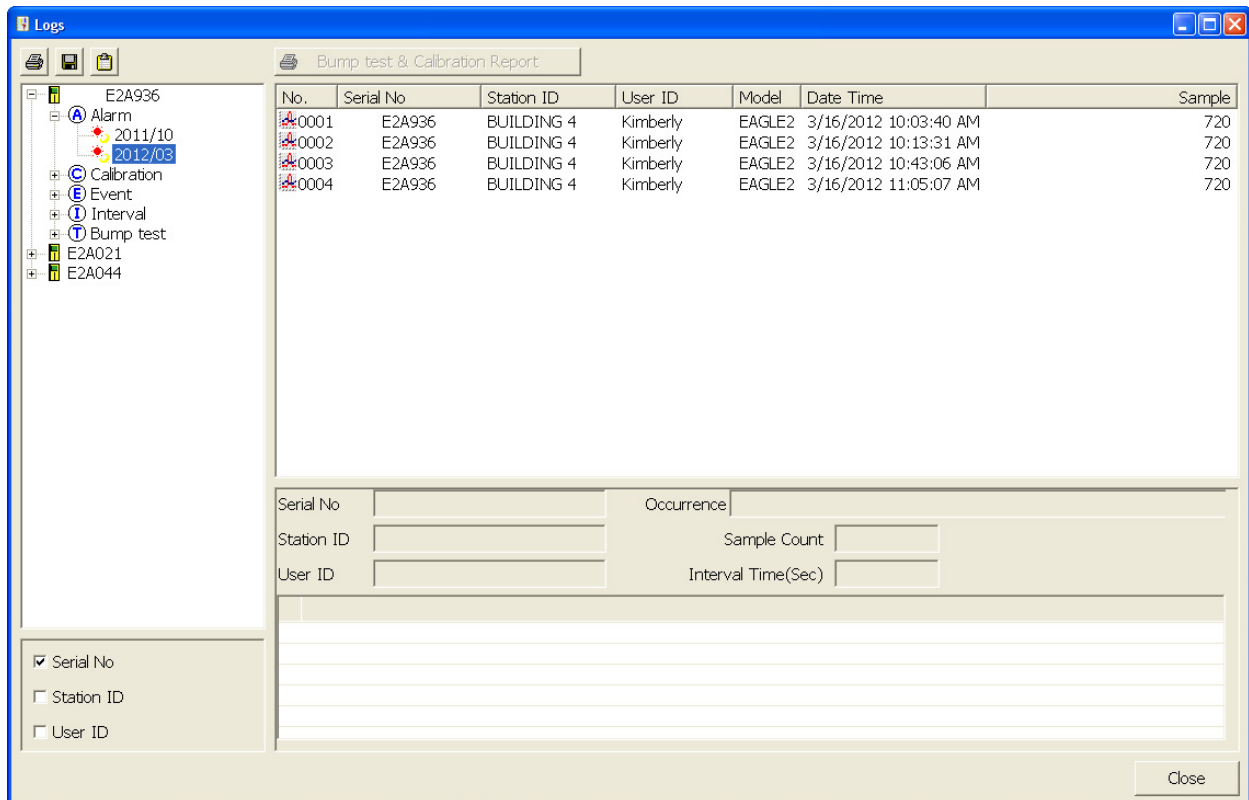 Logs
Bump test & Calibration Report
E2A936
A Alarm
2011/10
2012/03
C Calibration
E Event
I Interval
T Bump test
E2A021
E2A044
No. Serial No Station ID User ID Model Date Time Sample
0001 E2A936 BUILDING 4 Kimberly EAGLE2 3/16/2012 10:03:40 AM 720
0002 E2A936 BUILDING 4 Kimberly EAGLE2 3/16/2012 10:13:31 AM 720
0003 E2A936 BUILDING 4 Kimberly EAGLE2 3/16/2012 10:43:06 AM 720
0004 E2A936 BUILDING 4 Kimberly EAGLE2 3/16/2012 11:05:07 AM 720
Serial No Occurrence
Station ID Sample Count
User ID Interval Time(Sec)
Serial No
Station ID
User ID
Close